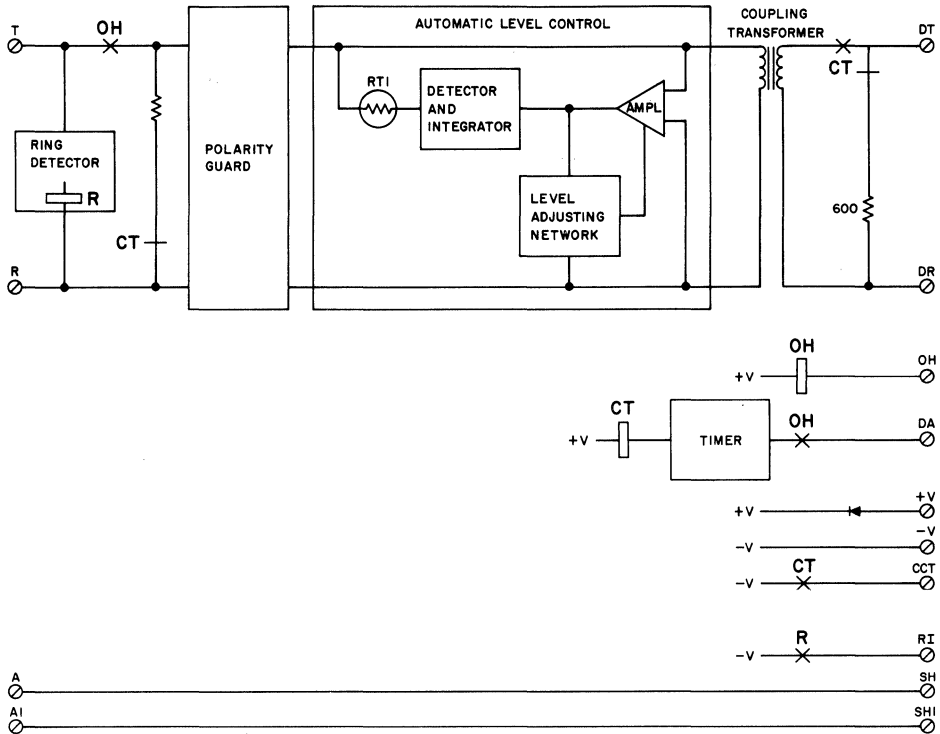 AUTOMATIC LEVEL CONTROL
COUPLING
TRANSFORMER
T
OH
DT
CT
RT1
DETECTOR
AND
INTEGRATOR
AMPL
RING
DETECTOR
R
POLARITY
GUARD
LEVEL
ADJUSTING
NETWORK
600
CT
R
DR
OH
+V
OH
CT
+V
TIMER
OH
DA
+V
+V
-V
-V
CT
-V
CCT
R
-V
RI
A
SH
A1
SH1